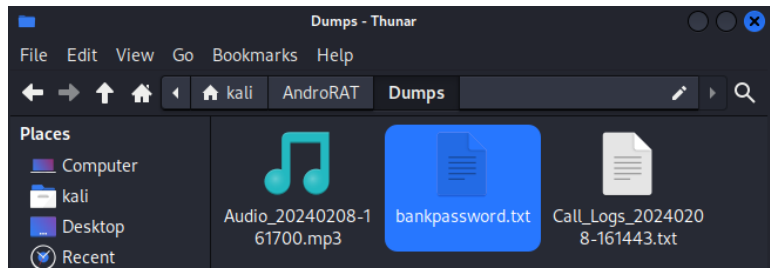 Dumps - Thunar
File Edit View Go Bookmarks Help
kali AndroRAT Dumps
Places
Computer
kali
Desktop
Recent
Audio_20240208-1
61700.mp3
bankpassword.txt
Call_Logs_2024020
8-161443.txt